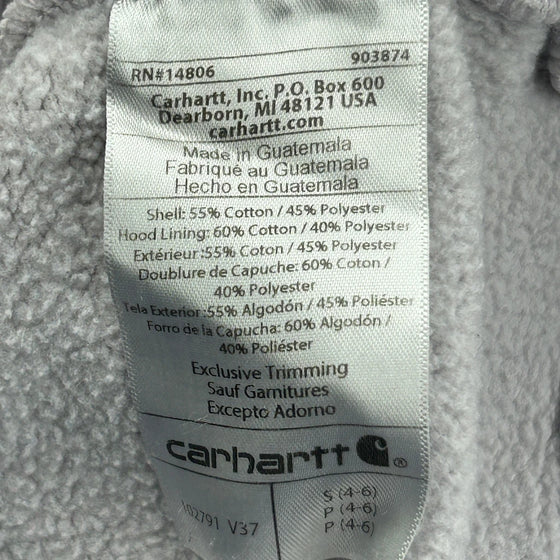 RN#14806 903874
Carhartt, Inc. P.O. Box 600
Dearborn, MI 48121 USA
carhartt.com
Made in Guatemala
Fabriqué au Guatemala
Hecho en Guatemala
Shell: 55% Cotton / 45% Polyester
Hood Lining: 60% Cotton / 40% Polyester
Extérieur: 55% Coton / 45% Polyester
Doublure de Capuche: 60% Coton /
40% Polyester
Tela Exterior: 55% Algodón / 45% Poliéster
Forro de la Capucha: 60% Algodón /
40% Poliéster
Exclusive Trimming
Sauf Garnitures
Excepto Adorno
carhartt ®
102791 V37
S (4-6)
P (4-6)
P (4-6)